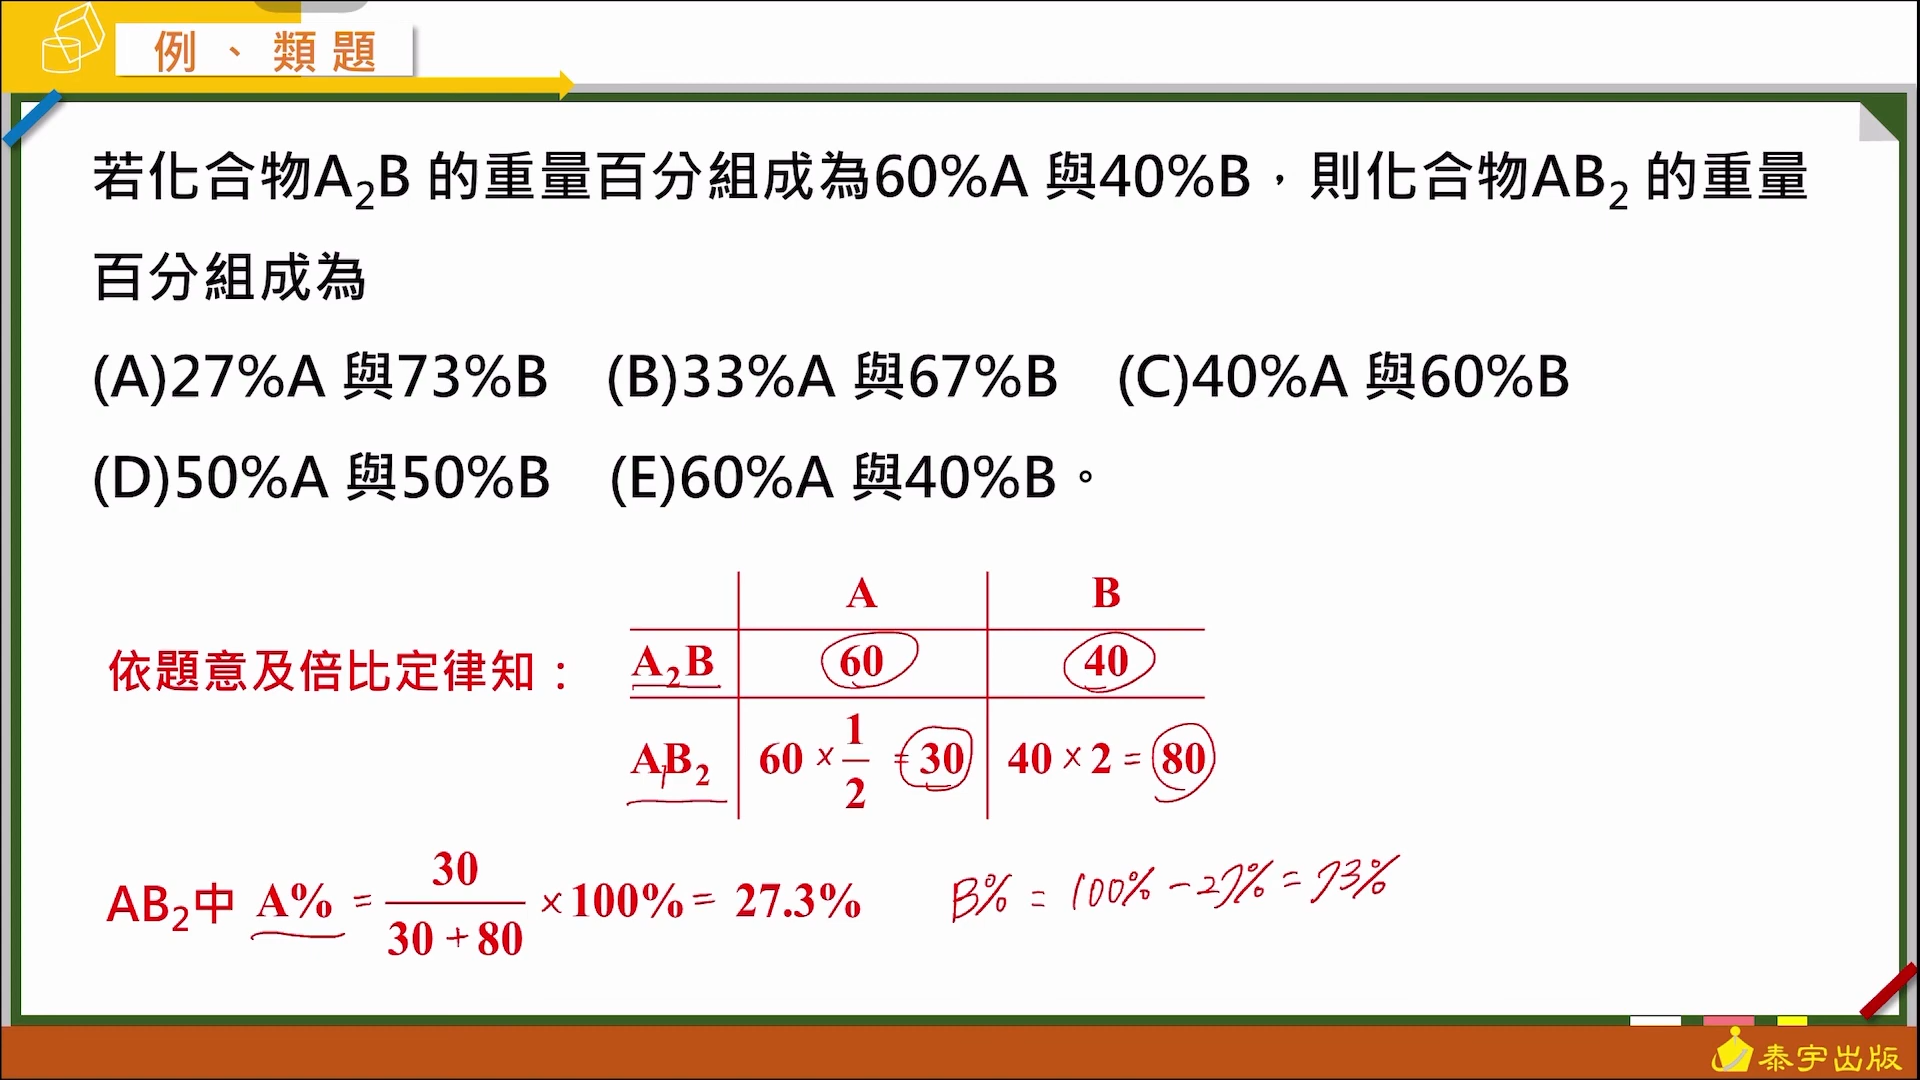 例、類題
若化合物A₂B 的重量百分組成為60%A 與40%B，則化合物AB₂ 的重量
百分組成為
(A)27%A 與73%B (B)33%A 與67%B (C)40%A 與60%B
(D)50%A 與50%B (E)60%A 與40%B。
A B
依題意及倍比定律知： A₂B 60 40
AB₂ 60 × 1/2 = 30 40 × 2 = 80
AB₂中 A% = 30/(30 + 80) × 100% = 27.3% B% = 100% - 27% = 73%
泰宇出版